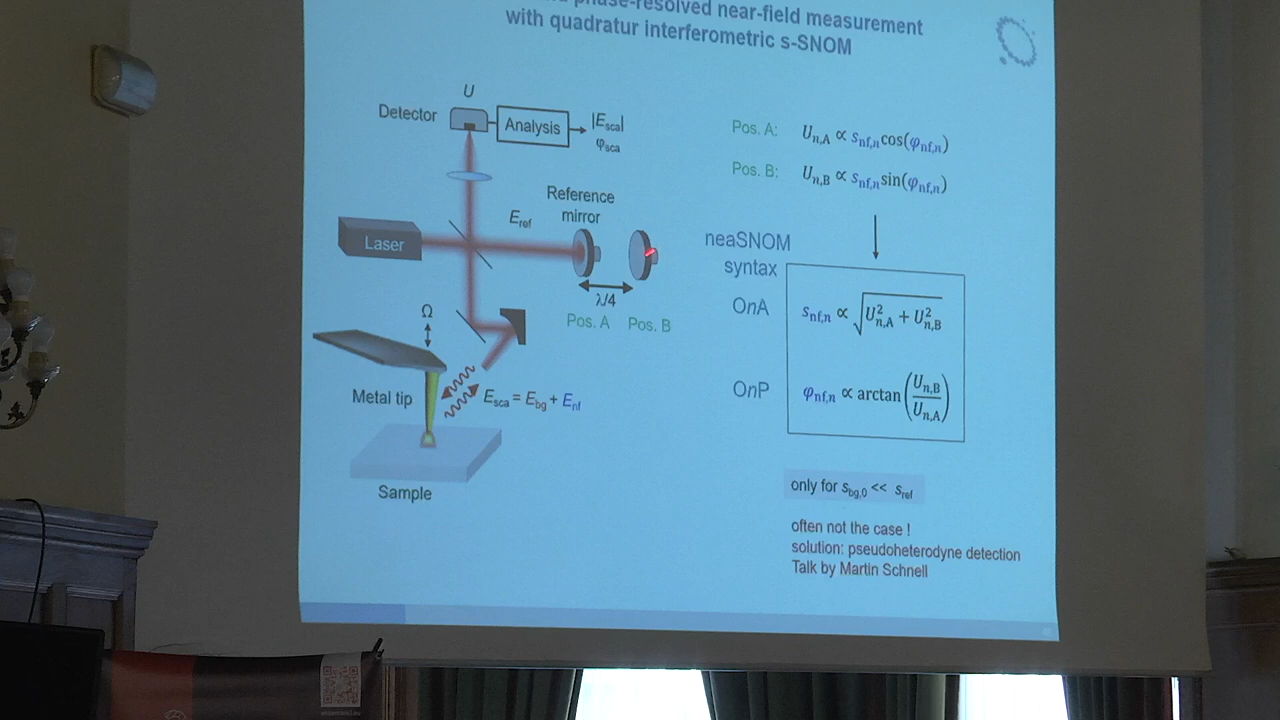 phase-resolved near-field measurement
with quadratur interferometric s-SNOM
U
Detector
Analysis
|E_sca|
φ_sca
Reference
mirror
E_ref
Laser
λ/4
Pos. A
Pos. B
Ω
Metal tip
E_sca = E_bg + E_nf
Sample
Pos. A: U_n,A ∝ s_nf,n cos(φ_nf,n)
Pos. B: U_n,B ∝ s_nf,n sin(φ_nf,n)
neaSNOM
syntax
OnA s_nf,n ∝ √(U²_n,A + U²_n,B)
OnP φ_nf,n ∝ arctan(U_n,B / U_n,A)
only for s_bg,0 << s_ref
often not the case !
solution: pseudoheterodyne detection
Talk by Martin Schnell